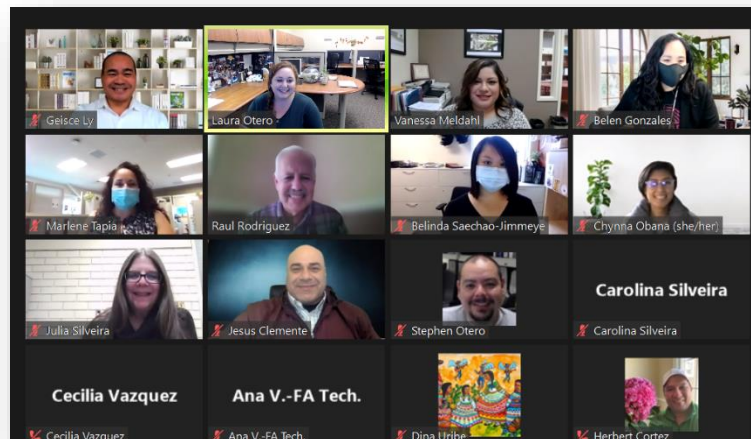 Geisce Ly
Laura Otero
Vanessa Meldahl
Belen Gonzales
Marlene Tapia
Raul Rodriguez
Belinda Saechao-Jimmeye
Chynna Obana (she/her)
Julia Silveira
Jesus Clemente
Stephen Otero
Carolina Silveira
Carolina Silveira
Cecilia Vazquez
Cecilia Vazquez
Ana V.-FA Tech.
Ana V.-FA Tech.
Dina Uribe
Herbert Cortez